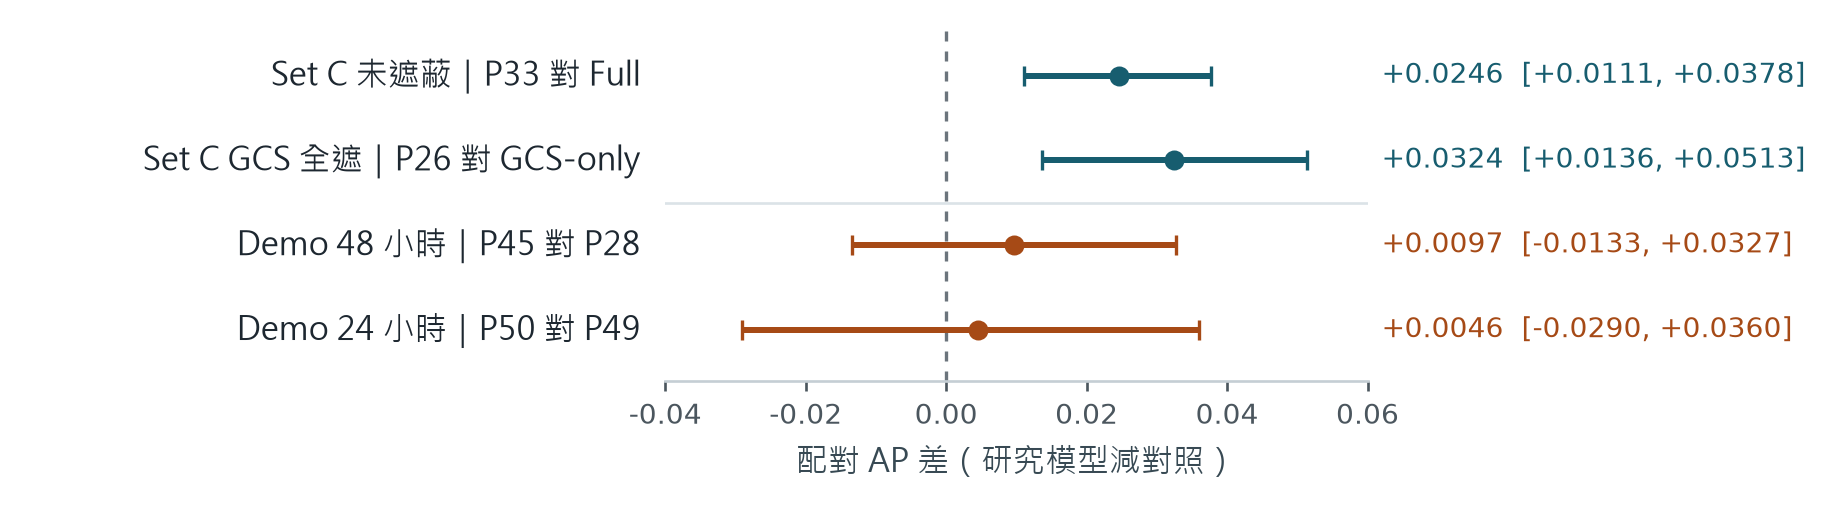 Set C 未遮蔽 | P33 對 Full +0.0246 [+0.0111, +0.0378]
Set C GCS 全遮 | P26 對 GCS-only +0.0324 [+0.0136, +0.0513]
Demo 48 小時 | P45 對 P28 +0.0097 [-0.0133, +0.0327]
Demo 24 小時 | P50 對 P49 +0.0046 [-0.0290, +0.0360]
-0.04 -0.02 0.00 0.02 0.04 0.06
配對 AP 差 ( 研究模型減對照 )